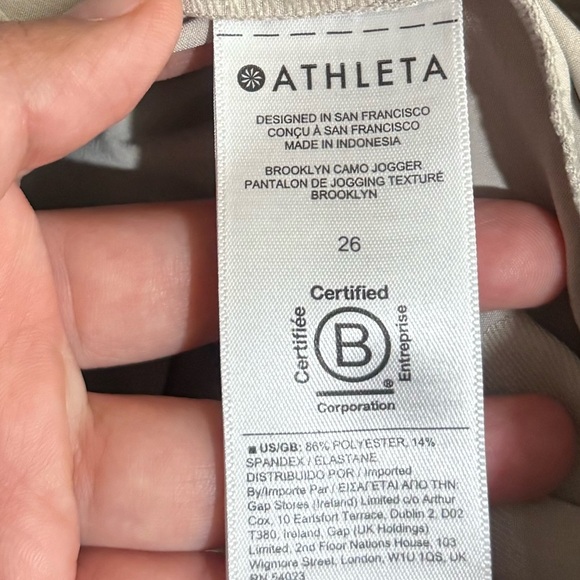 ATHLETA
DESIGNED IN SAN FRANCISCO
CONÇU À SAN FRANCISCO
MADE IN INDONESIA
BROOKLYN CAMO JOGGER
PANTALON DE JOGGING TEXTURÉ
BROOKLYN
26
Certified
Certifiée
B
Entreprise
®
Corporation
US/GB: 86% POLYESTER, 14%
SPANDEX / ELASTANE
DISTRIBUIDO POR / Imported
By/Importe Par / ΕΙΣΑΓΕΤΑΙ ΑΠΟ ΤΗΝ:
Gap Stores (Ireland) Limited c/o Arthur
Cox, 10 Earlsfort Terrace, Dublin 2, D02
T380, Ireland, Gap (UK Holdings)
Limited, 2nd Floor Nations House, 103
Wigmore Street, London, W1U 1QS, UK
RN 54023